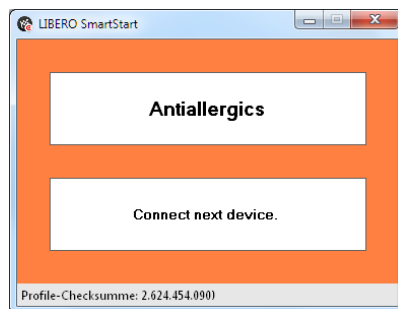 LIBERO SmartStart
Antiallergics
Connect next device.
Profile-Checksumme: 2.624.454.090)